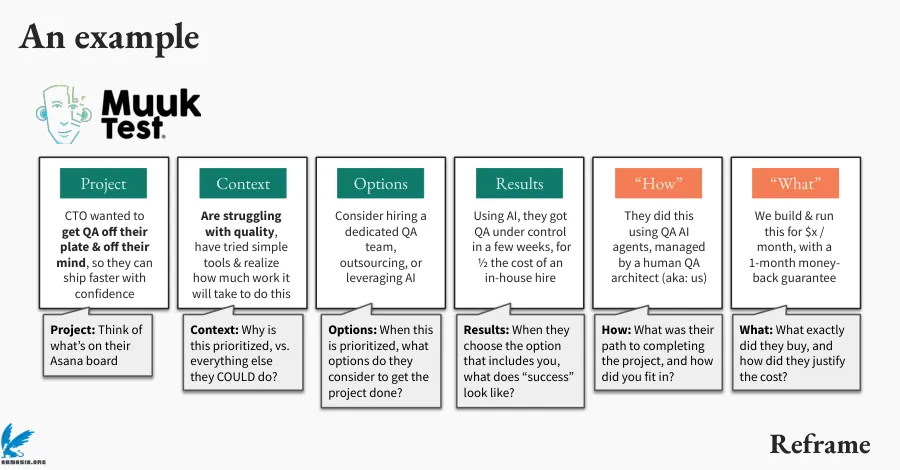 An example
Muuk
Test®
Project
CTO wanted to
get QA off their
plate & off their
mind, so they can
ship faster with
confidence
Context
Are struggling
with quality,
have tried simple
tools & realize
how much work it
will take to do this
Options
Consider hiring a
dedicated QA
team,
outsourcing, or
leveraging AI
Results
Using AI, they got
QA under control
in a few weeks, for
½ the cost of an
in-house hire
“How”
They did this
using QA AI
agents, managed
by a human QA
architect (aka: us)
“What”
We build & run
this for $x /
month, with a
1-month money-
back guarantee
Project: Think of
what’s on their
Asana board
Context: Why is
this prioritized, vs.
everything else
they COULD do?
Options: When this
is prioritized, what
options do they
consider to get the
project done?
Results: When they
choose the option
that includes you,
what does “success”
look like?
How: What was their
path to completing
the project, and how
did you fit in?
What: What exactly
did they buy, and
how did they justify
the cost?
Reframe